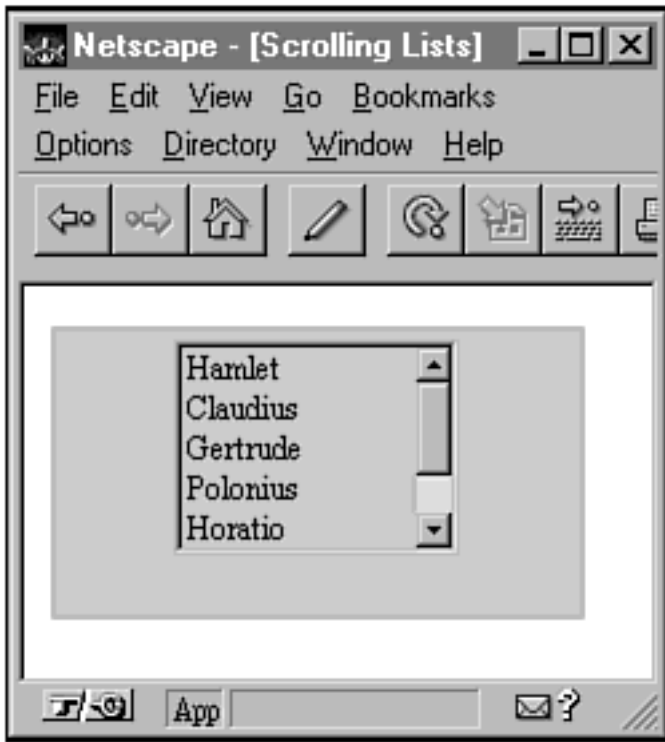 Netscape - [Scrolling Lists]
File Edit View Go Bookmarks
Options Directory Window Help
Hamlet
Claudius
Gertrude
Polonius
Horatio
App